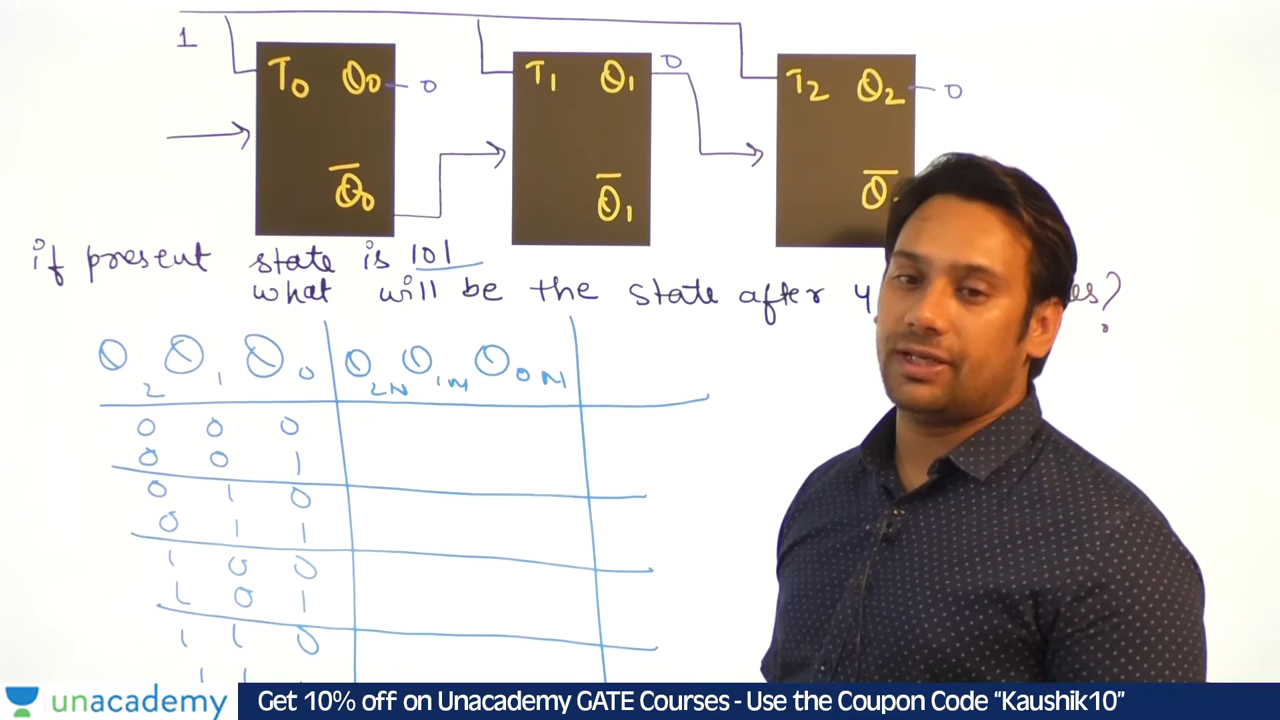 1
T0 Q0 0
T1 Q1 0
T2 Q2 0
Q̅0
Q̅1
Q̅
if present state is 101
what will be the state after 4
Q2 Q1 Q0 Q2N Q1N Q0N
0 0 0
0 0 1
0 1 0
0 1 1
1 0 0
1 0 1
1 1 0
1 1
unacademy
Get 10% off on Unacademy GATE Courses - Use the Coupon Code “Kaushik10”